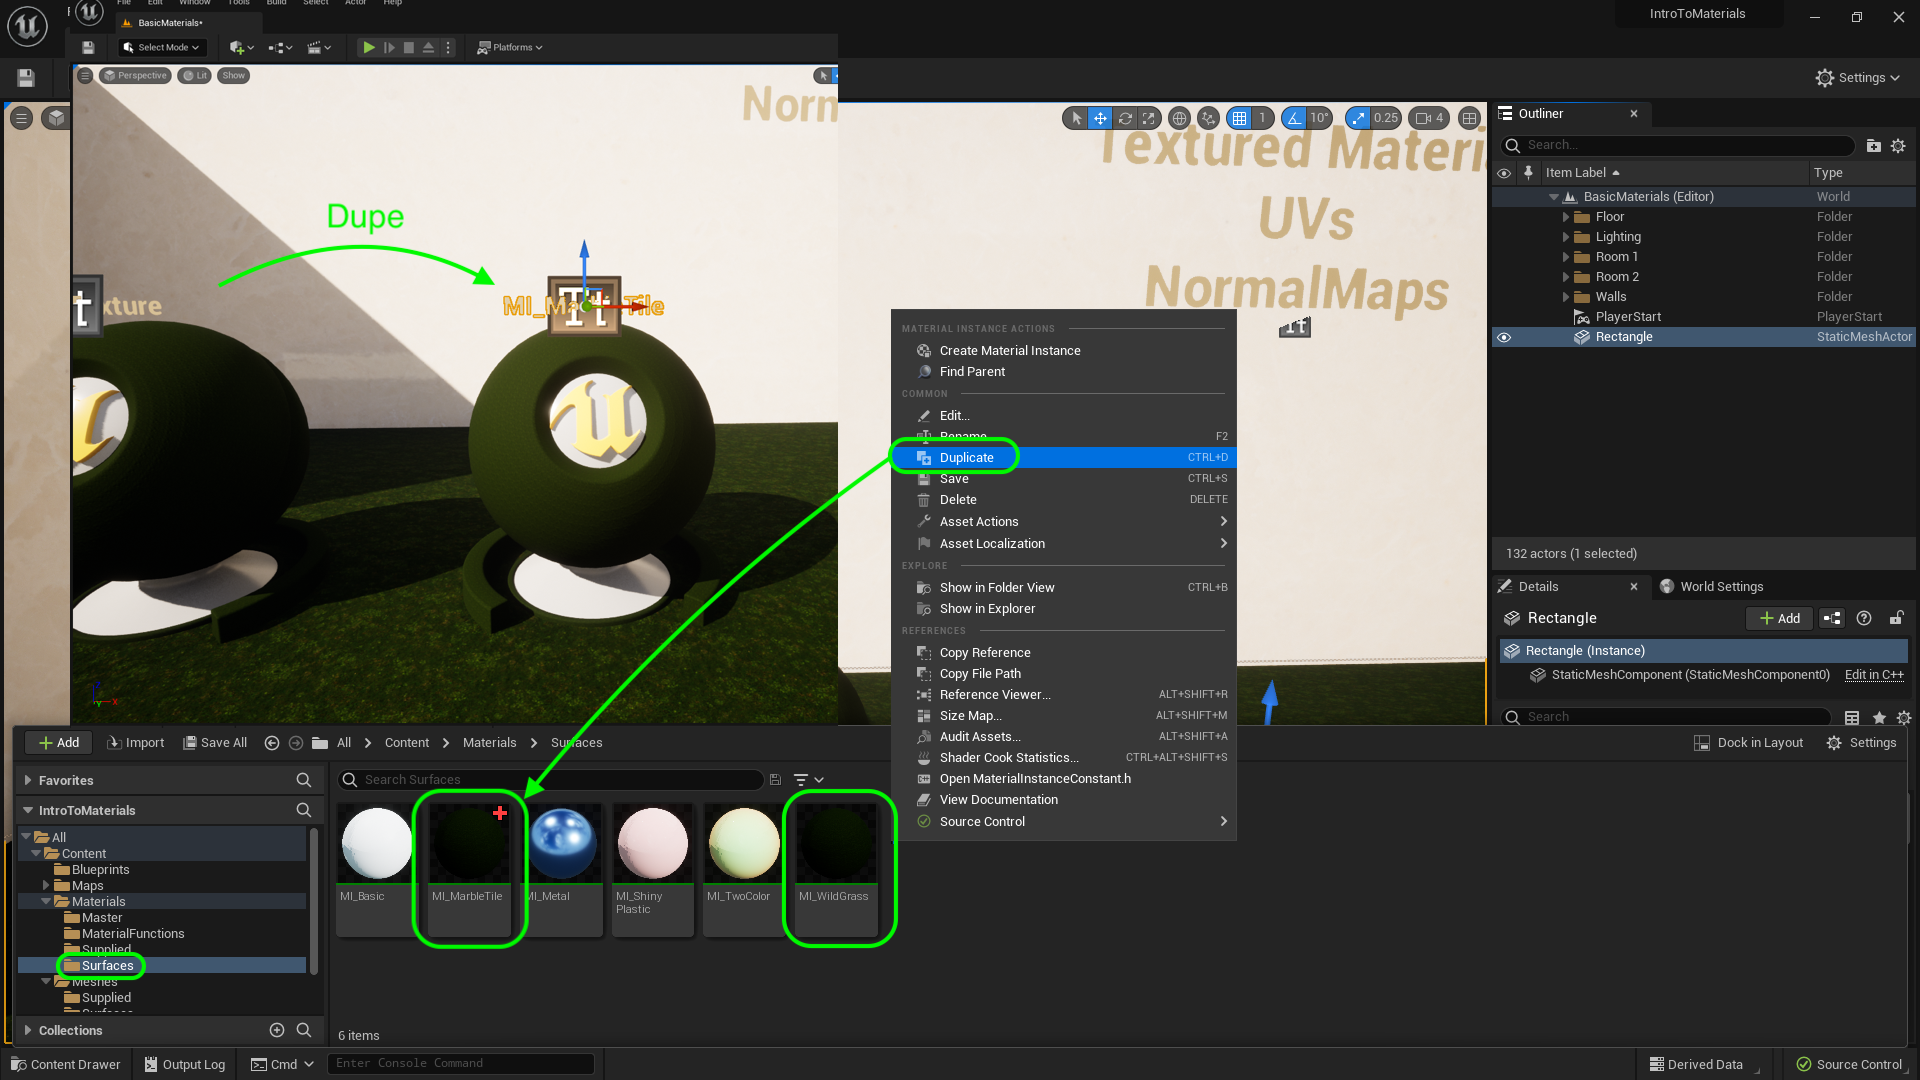 File Edit Window Tools Build Select Actor Help
IntroToMaterials
BasicMaterials•
Select Mode
Platforms
Settings
Perspective
Lit
Show
Norm
1
10°
0.25
4
Textured Materi
UVs
NormalMaps
Dupe
xture
Outliner
Search...
Item Label
Type
BasicMaterials (Editor)
World
Floor
Folder
Lighting
Folder
Room 1
Folder
Room 2
Folder
Walls
Folder
PlayerStart
PlayerStart
Rectangle
StaticMeshActor
132 actors (1 selected)
Details
World Settings
Rectangle
Add
Rectangle (Instance)
StaticMeshComponent (StaticMeshComponent0)
Edit in C++
Search
MATERIAL INSTANCE ACTIONS
Create Material Instance
Find Parent
COMMON
Edit...
Rename
F2
Duplicate
CTRL+D
Save
CTRL+S
Delete
DELETE
Asset Actions
Asset Localization
EXPLORE
Show in Folder View
CTRL+B
Show in Explorer
REFERENCES
Copy Reference
Copy File Path
Reference Viewer...
ALT+SHIFT+R
Size Map...
ALT+SHIFT+M
Audit Assets...
ALT+SHIFT+A
Shader Cook Statistics...
CTRL+ALT+SHIFT+S
Open MaterialInstanceConstant.h
View Documentation
Source Control
Add
Import
Save All
All
Content
Materials
Surfaces
Dock in Layout
Settings
Favorites
Search Surfaces
IntroToMaterials
All
Content
Blueprints
Maps
Materials
Master
MaterialFunctions
Supplied
Surfaces
Meshes
Supplied
Collections
MI_Basic
MI_MarbleTile
MI_Metal
MI_Shiny
Plastic
MI_TwoColor
MI_WildGrass
6 items
Content Drawer
Output Log
Cmd
Enter Console Command
Derived Data
Source Control